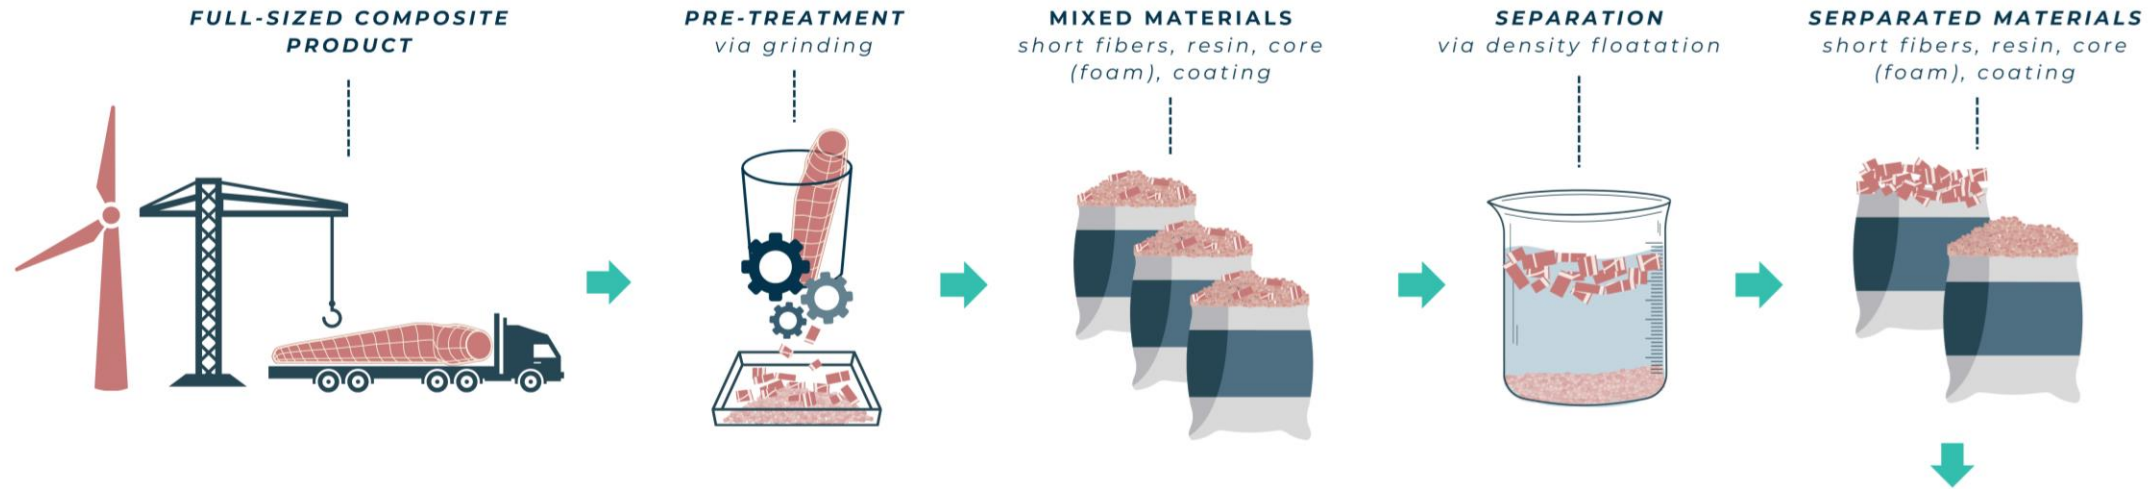 FULL-SIZED COMPOSITE
PRODUCT
PRE-TREATMENT
via grinding
MIXED MATERIALS
short fibers, resin, core
(foam), coating
SEPARATION
via density floatation
SERPARATED MATERIALS
short fibers, resin, core
(foam), coating